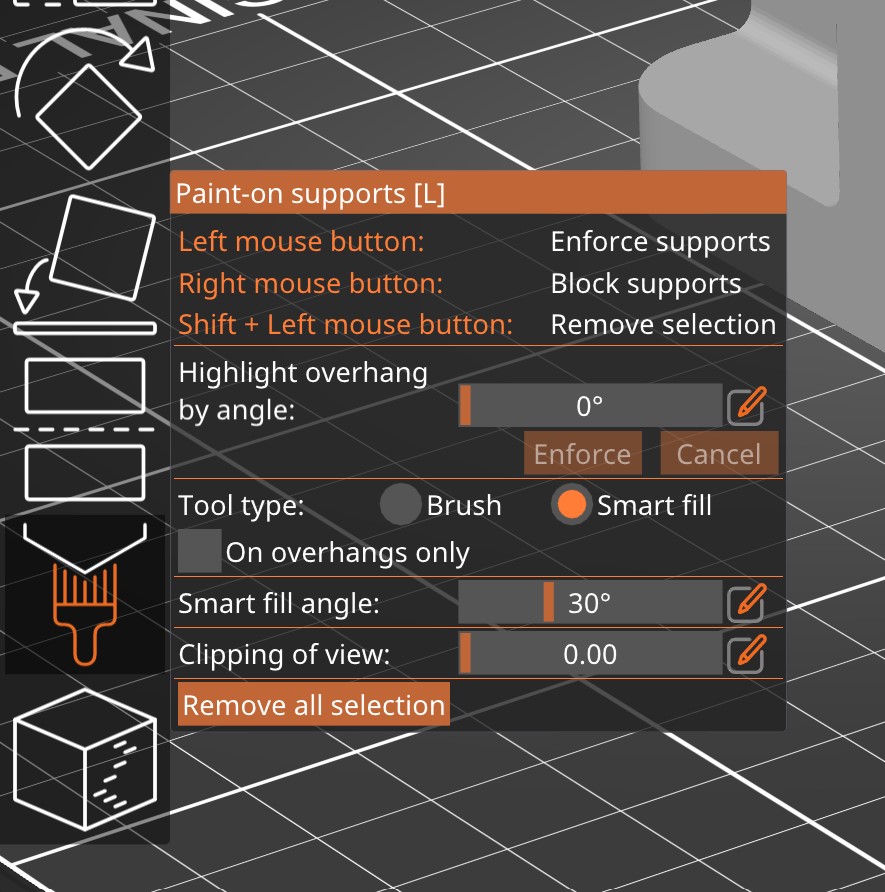 Paint-on supports [L]
Left mouse button: Enforce supports
Right mouse button: Block supports
Shift + Left mouse button: Remove selection
Highlight overhang
by angle: 0°
Enforce Cancel
Tool type: Brush Smart fill
On overhangs only
Smart fill angle: 30°
Clipping of view: 0.00
Remove all selection